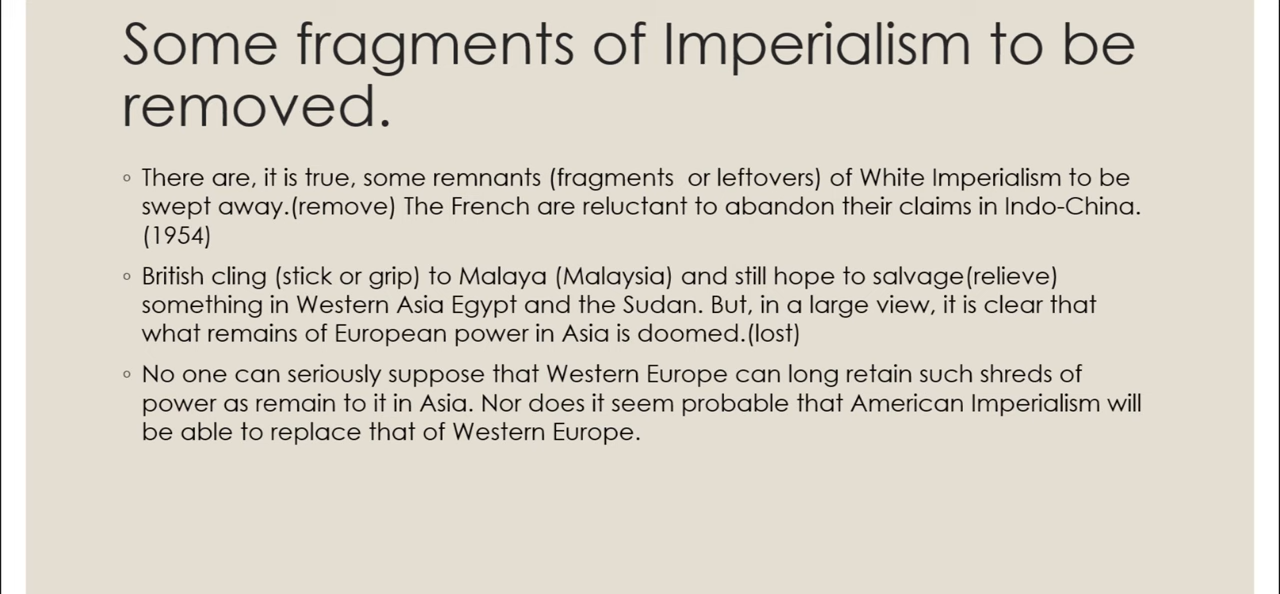 Some fragments of Imperialism to be
removed.
◦ There are, it is true, some remnants (fragments  or leftovers) of White Imperialism to be
swept away.(remove) The French are reluctant to abandon their claims in Indo-China.
(1954)
◦ British cling (stick or grip) to Malaya (Malaysia) and still hope to salvage(relieve)
something in Western Asia Egypt and the Sudan. But, in a large view, it is clear that
what remains of European power in Asia is doomed.(lost)
◦ No one can seriously suppose that Western Europe can long retain such shreds of
power as remain to it in Asia. Nor does it seem probable that American Imperialism will
be able to replace that of Western Europe.